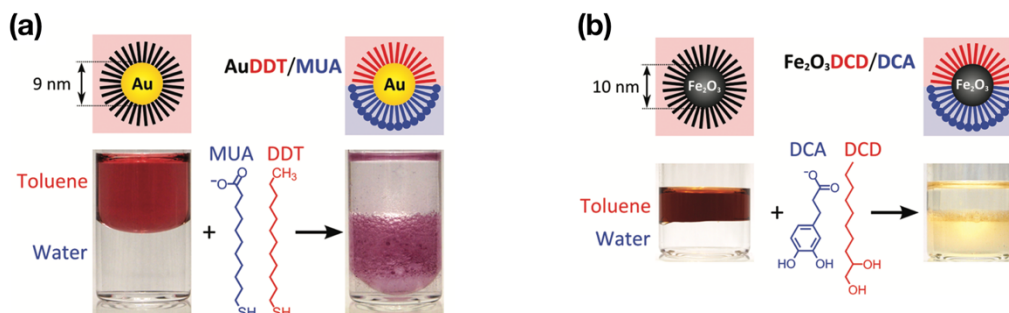 (a)
9 nm
Au
AuDDT/MUA
Au
MUA DDT
O
⁻O
CH₃
Toluene
Water
+
SH
SH
(b)
10 nm
Fe₂O₃
Fe₂O₃DCD/DCA
Fe₂O₃
DCA DCD
⁻O
O
Toluene
Water
+
HO
OH
OH
OH